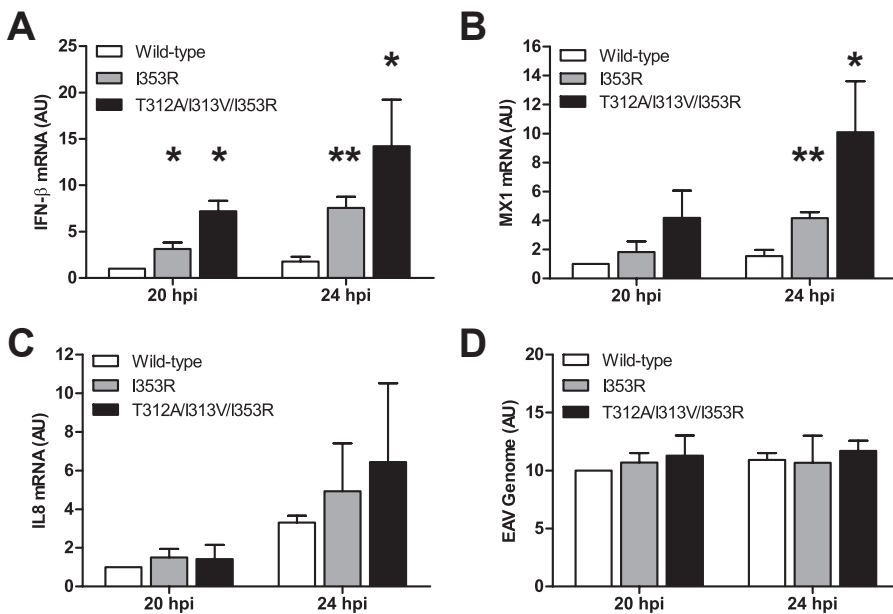 A
Wild-type
I353R
T312A/I313V/I353R
IFN-β mRNA (AU)
25
20
15
10
5
0
*
*
**
*
20 hpi
24 hpi
B
Wild-type
I353R
T312A/I313V/I353R
MX1 mRNA (AU)
16
14
12
10
8
6
4
2
0
**
*
20 hpi
24 hpi
C
Wild-type
I353R
T312A/I313V/I353R
IL8 mRNA (AU)
12
10
8
6
4
2
0
20 hpi
24 hpi
D
Wild-type
I353R
T312A/I313V/I353R
EAV Genome (AU)
20
15
10
5
0
20 hpi
24 hpi